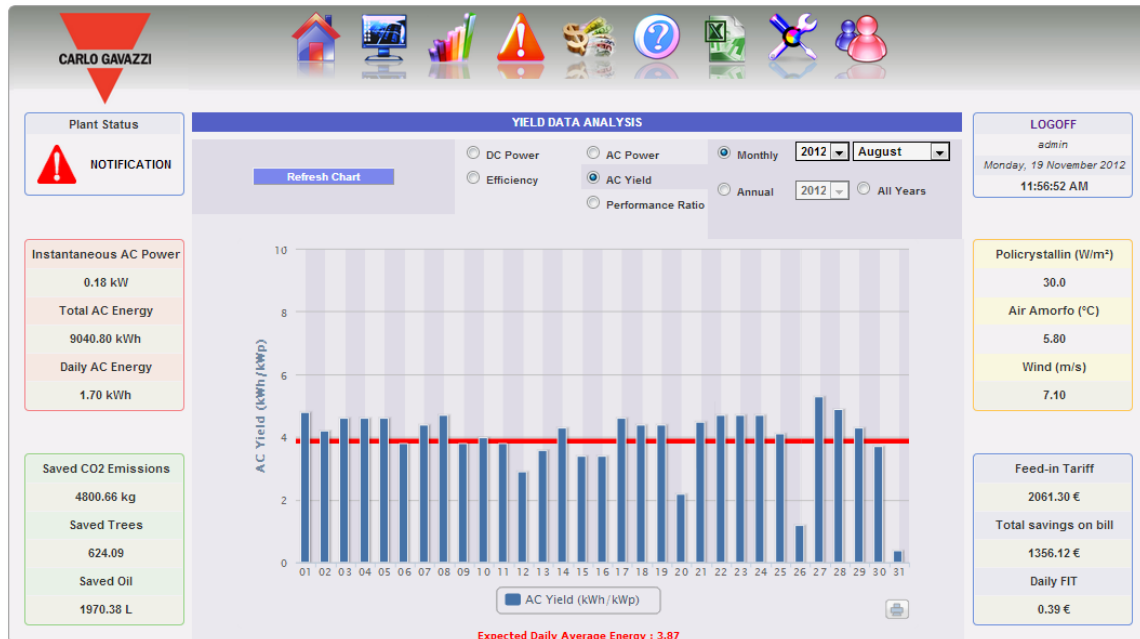 CARLO GAVAZZI
Plant Status
NOTIFICATION
YIELD DATA ANALYSIS
Refresh Chart
DC Power
AC Power
Monthly
2012
August
Efficiency
AC Yield
Annual
2012
All Years
Performance Ratio
LOGOFF
admin
Monday, 19 November 2012
11:56:52 AM
Instantaneous AC Power
0.18 kW
Total AC Energy
9040.80 kWh
Daily AC Energy
1.70 kWh
Saved CO2 Emissions
4800.66 kg
Saved Trees
624.09
Saved Oil
1970.38 L
AC Yield (kWh/kWp)
10
8
6
4
2
0
01 02 03 04 05 06 07 08 09 10 11 12 13 14 15 16 17 18 19 20 21 22 23 24 25 26 27 28 29 30 31
AC Yield (kWh/kWp)
Expected Daily Average Energy : 3.87
Policrystallin (W/m²)
30.0
Air Amorfo (°C)
5.80
Wind (m/s)
7.10
Feed-in Tariff
2061.30 €
Total savings on bill
1356.12 €
Daily FIT
0.39 €